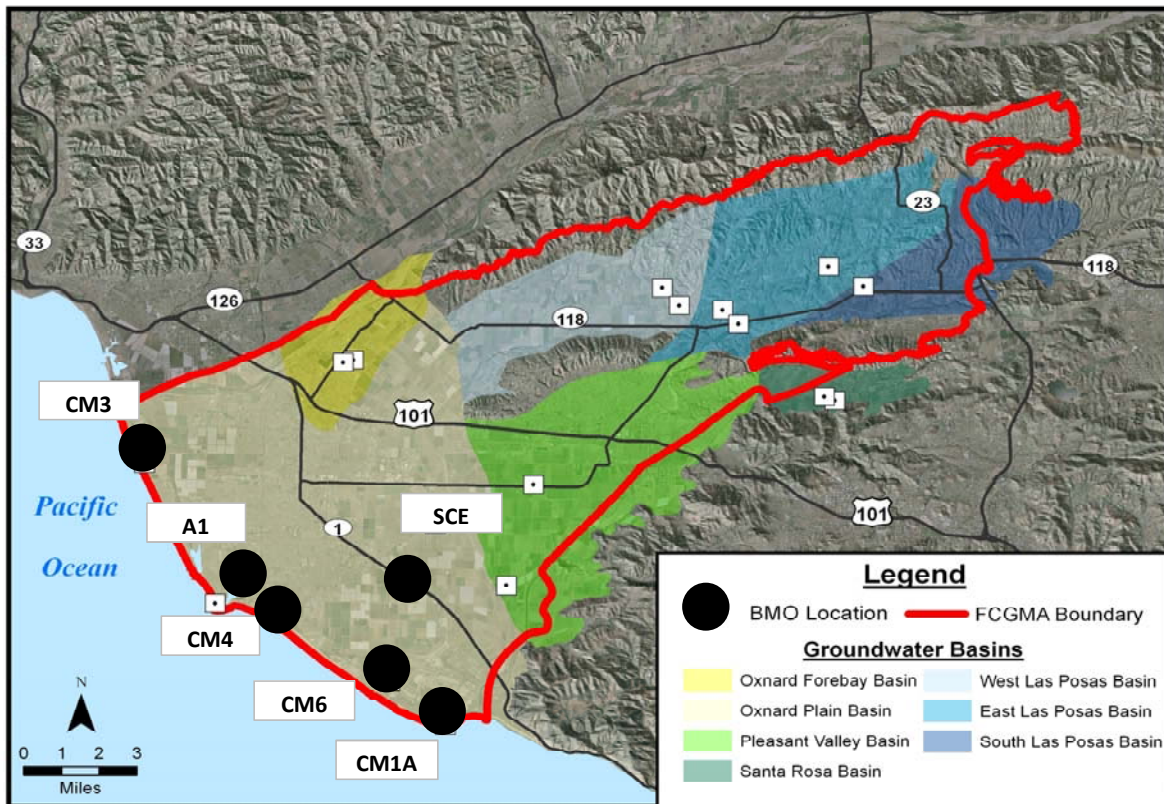 33
126
118
23
118
CM3
101
Pacific
Ocean
A1
SCE
1
101
CM4
CM6
CM1A
N
0 1 2 3
Miles
Legend
BMO Location FCGMA Boundary
Groundwater Basins
Oxnard Forebay Basin West Las Posas Basin
Oxnard Plain Basin East Las Posas Basin
Pleasant Valley Basin South Las Posas Basin
Santa Rosa Basin